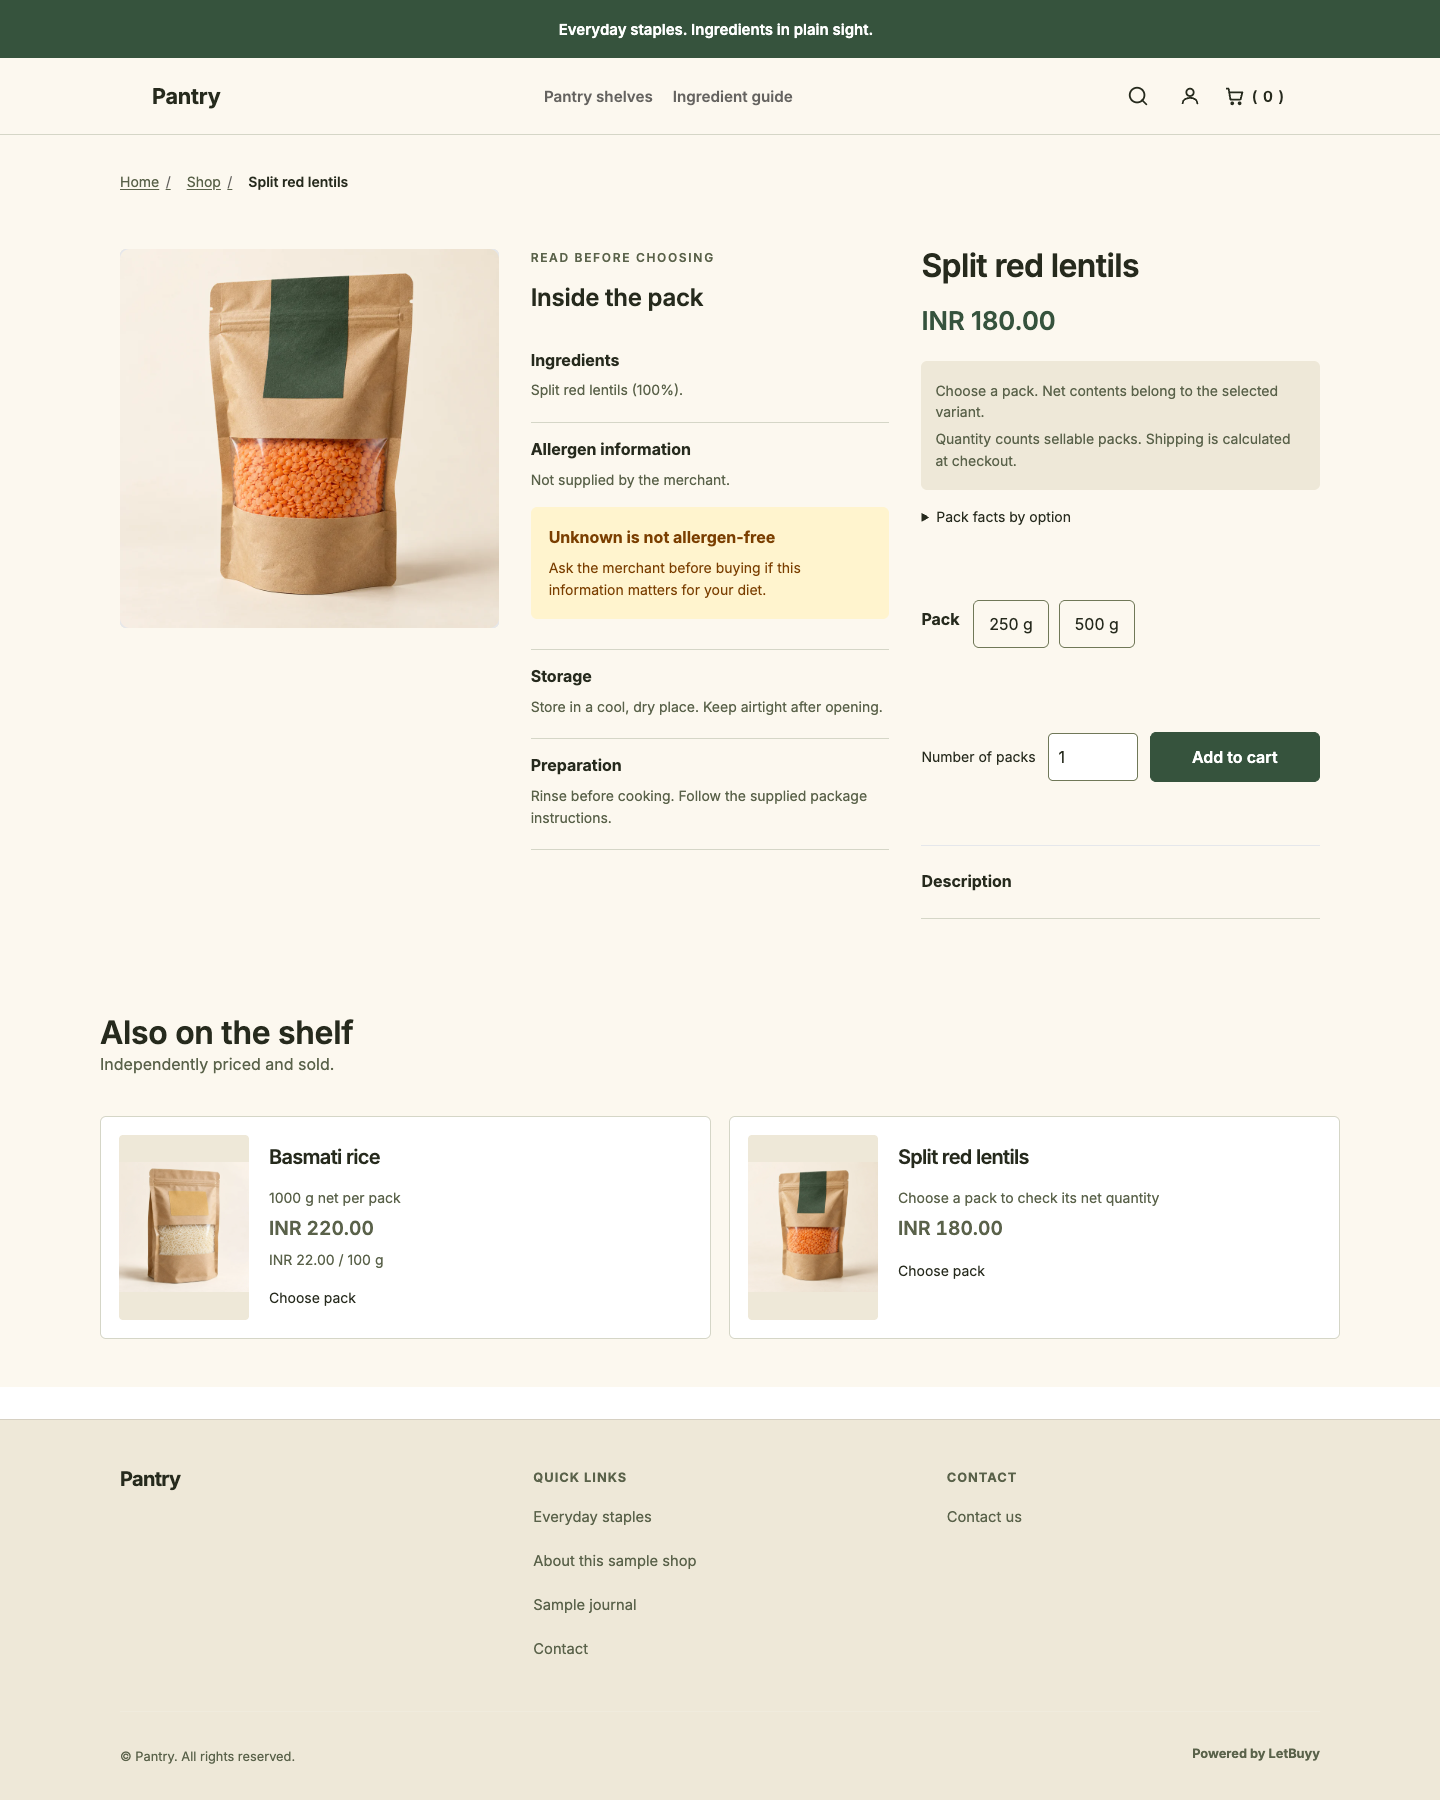 Everyday staples. Ingredients in plain sight.
Pantry
Pantry shelves
Ingredient guide
( 0 )
Home / Shop / Split red lentils
READ BEFORE CHOOSING
Inside the pack
Ingredients
Split red lentils (100%).
Allergen information
Not supplied by the merchant.
Unknown is not allergen-free
Ask the merchant before buying if this
information matters for your diet.
Storage
Store in a cool, dry place. Keep airtight after opening.
Preparation
Rinse before cooking. Follow the supplied package
instructions.
Split red lentils
INR 180.00
Choose a pack. Net contents belong to the selected
variant.
Quantity counts sellable packs. Shipping is calculated
at checkout.
Pack facts by option
Pack
250 g
500 g
Number of packs
1
Add to cart
Description
Also on the shelf
Independently priced and sold.
Basmati rice
1000 g net per pack
INR 220.00
INR 22.00 / 100 g
Choose pack
Split red lentils
Choose a pack to check its net quantity
INR 180.00
Choose pack
Pantry
QUICK LINKS
Everyday staples
About this sample shop
Sample journal
Contact
CONTACT
Contact us
© Pantry. All rights reserved.
Powered by LetBuyy